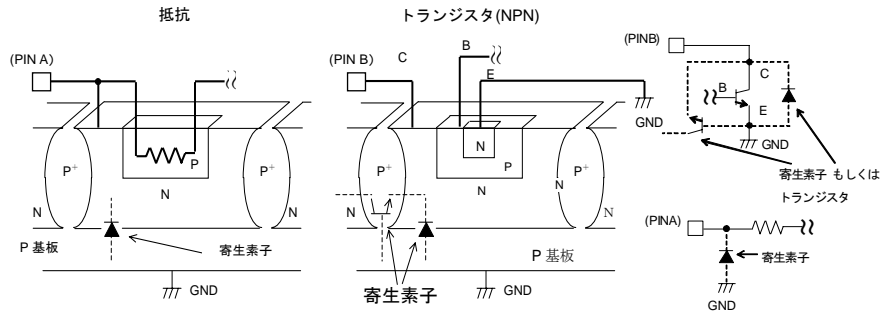 抵抗
トランジスタ(NPN)
(PIN A)
P+
P
P+
N
N
N
P 基板
寄生素子
GND
(PIN B)
C
B
E
GND
P+
N
P
P+
N
N
N
N
P 基板
寄生素子
GND
(PINB)
C
B
E
GND
寄生素子 もしくは
トランジスタ
(PINA)
寄生素子
GND